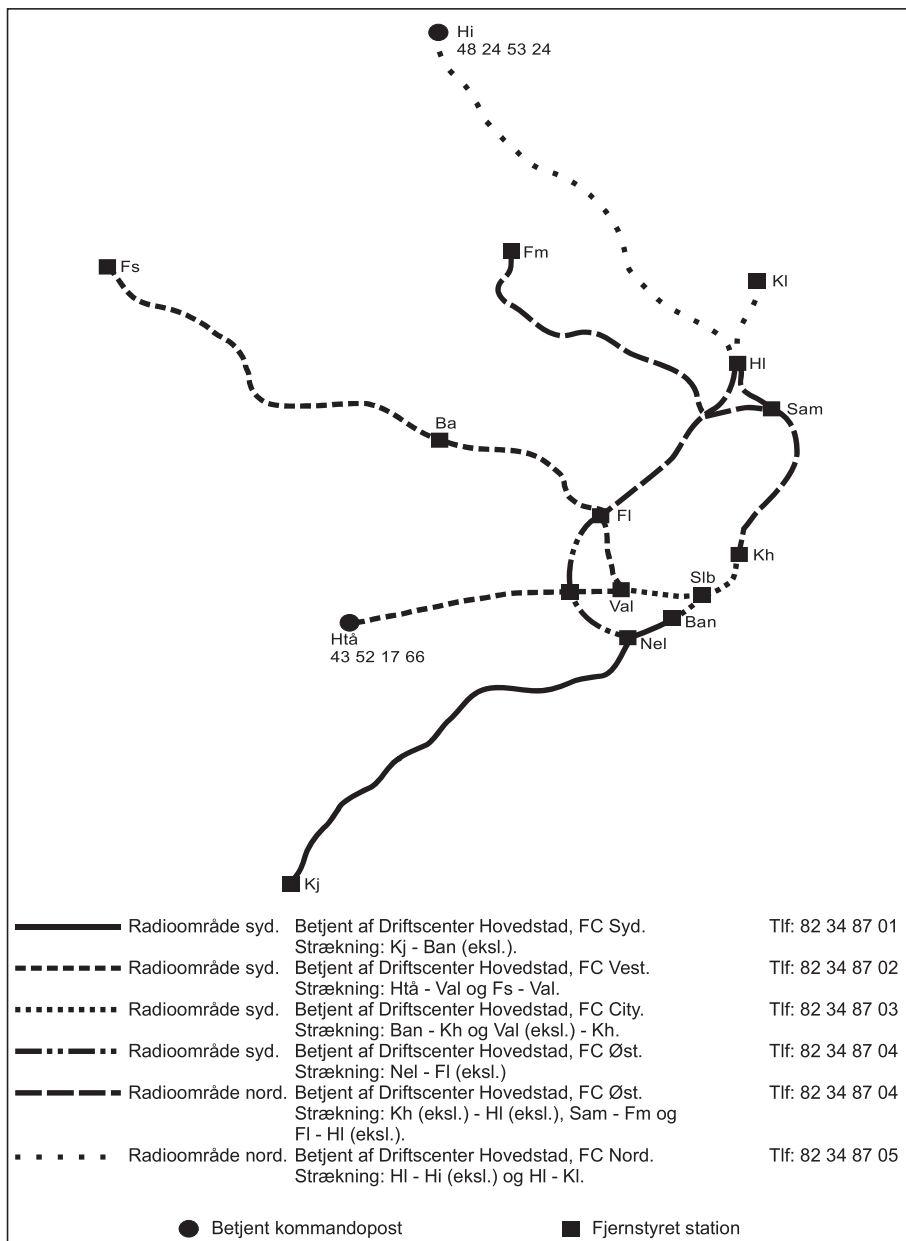 Hi
48 24 53 24
Fm
Fs
Kl
Hl
Sam
Ba
Fl
Kh
Slb
Val
Ban
Htå
43 52 17 66
Nel
Kj
Radioområde syd. Betjent af Driftscenter Hovedstad, FC Syd. Tlf: 82 34 87 01
Strækning: Kj - Ban (eksl.).
Radioområde syd. Betjent af Driftscenter Hovedstad, FC Vest. Tlf: 82 34 87 02
Strækning: Htå - Val og Fs - Val.
Radioområde syd. Betjent af Driftscenter Hovedstad, FC City. Tlf: 82 34 87 03
Strækning: Ban - Kh og Val (eksl.) - Kh.
Radioområde syd. Betjent af Driftscenter Hovedstad, FC Øst. Tlf: 82 34 87 04
Strækning: Nel - Fl (eksl.)
Radioområde nord. Betjent af Driftscenter Hovedstad, FC Øst. Tlf: 82 34 87 04
Strækning: Kh (eksl.) - Hl (eksl.), Sam - Fm og
Fl - Hl (eksl.).
Radioområde nord. Betjent af Driftscenter Hovedstad, FC Nord. Tlf: 82 34 87 05
Strækning: Hl - Hi (eksl.) og Hl - Kl.
Betjent kommandopost Fjernstyret station